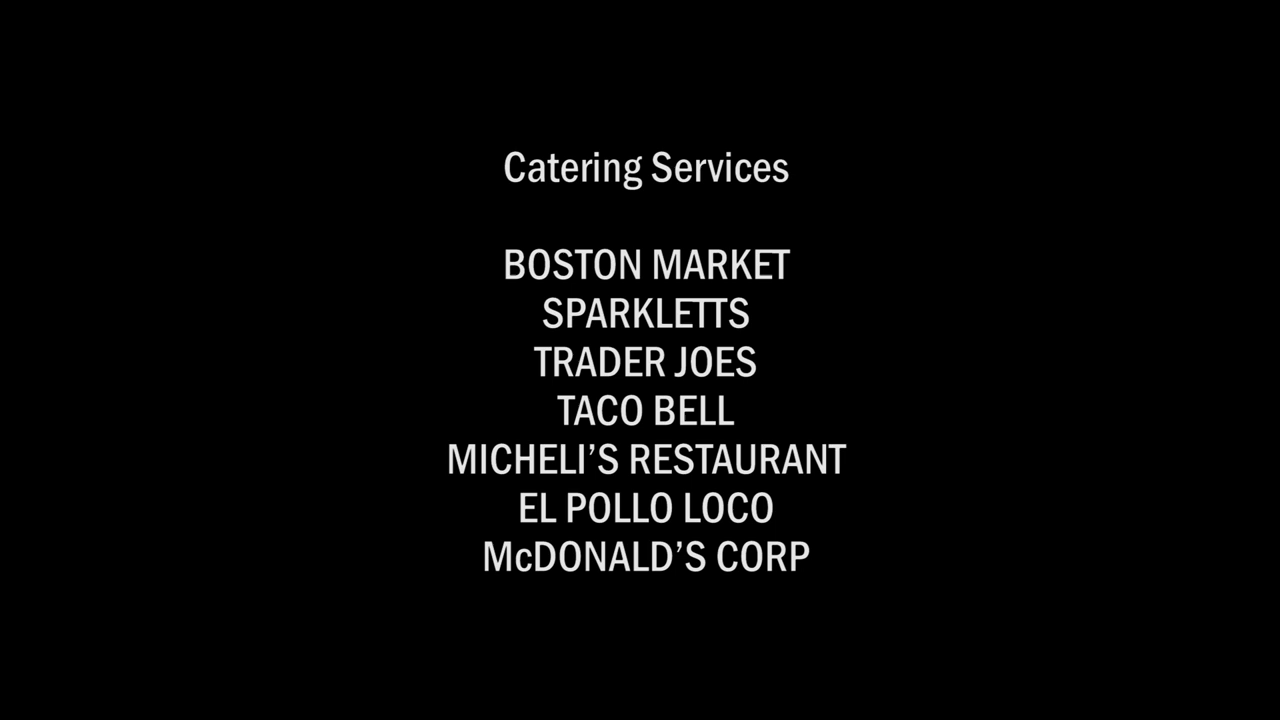 Catering Services
BOSTON MARKET
SPARKLETTS
TRADER JOES
TACO BELL
MICHELI’S RESTAURANT
EL POLLO LOCO
McDONALD’S CORP